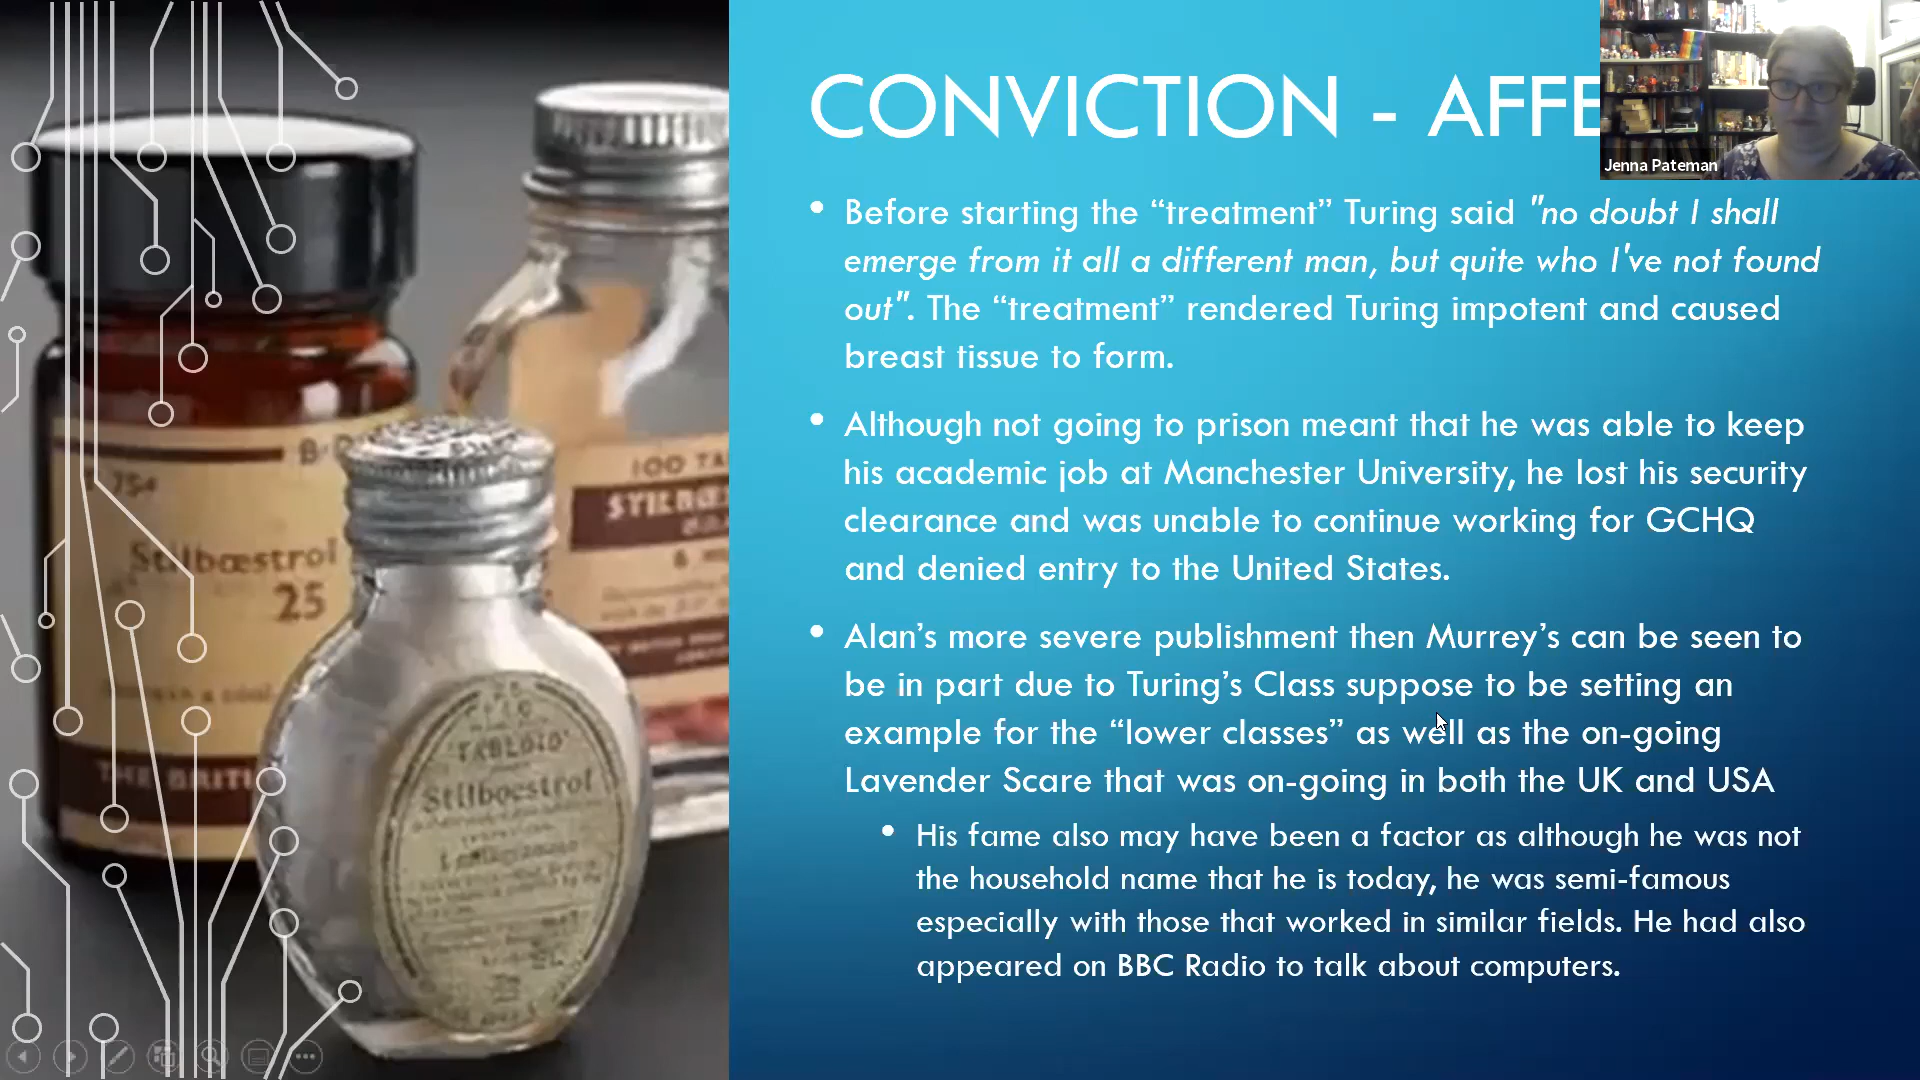 CONVICTION - AFFE
Jenna Pateman
• Before starting the “treatment” Turing said "no doubt I shall
emerge from it all a different man, but quite who I've not found
out". The “treatment” rendered Turing impotent and caused
breast tissue to form.
• Although not going to prison meant that he was able to keep
his academic job at Manchester University, he lost his security
clearance and was unable to continue working for GCHQ
and denied entry to the United States.
• Alan’s more severe publishment then Murrey’s can be seen to
be in part due to Turing’s Class suppose to be setting an
example for the “lower classes” as well as the on-going
Lavender Scare that was on-going in both the UK and USA
• His fame also may have been a factor as although he was not
the household name that he is today, he was semi-famous
especially with those that worked in similar fields. He had also
appeared on BBC Radio to talk about computers.
Stilbœstrol
25
THE BRITI
100 TA
STILBŒS
'TABLOID'
Stilboestrol